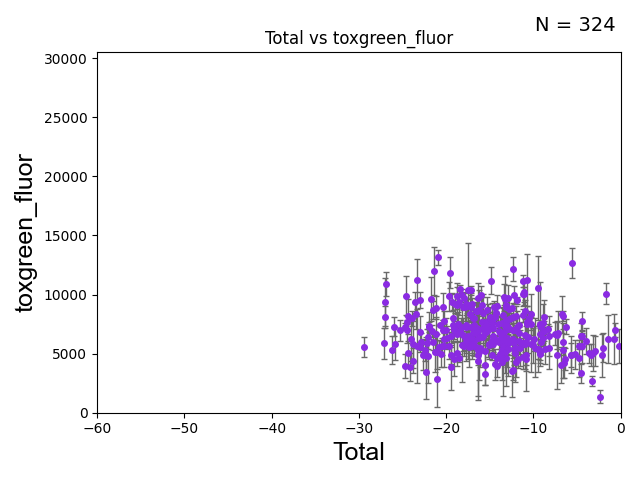 N = 324
Total vs toxgreen_fluor
30000
25000
20000
15000
10000
5000
0
toxgreen_fluor
−60 −50 −40 −30 −20 −10 0
Total